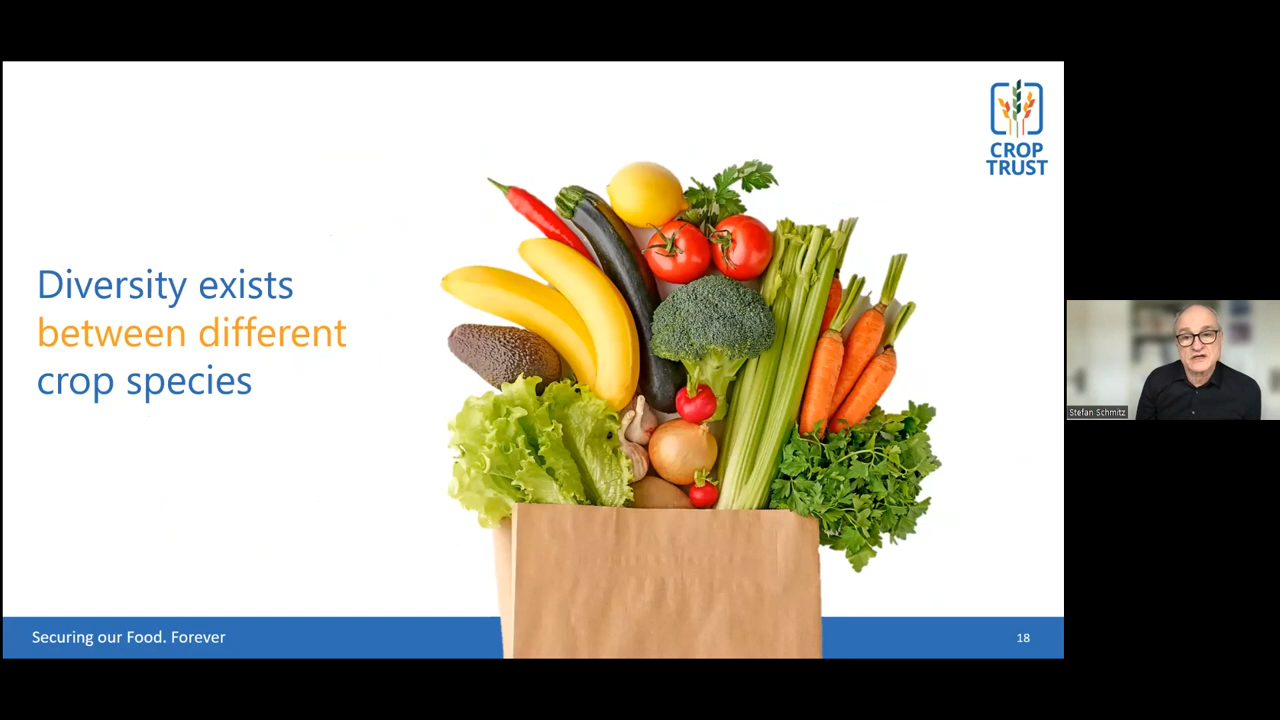 CROP
TRUST
Diversity exists
between different
crop species
Stefan Schmitz
Securing our Food. Forever
18